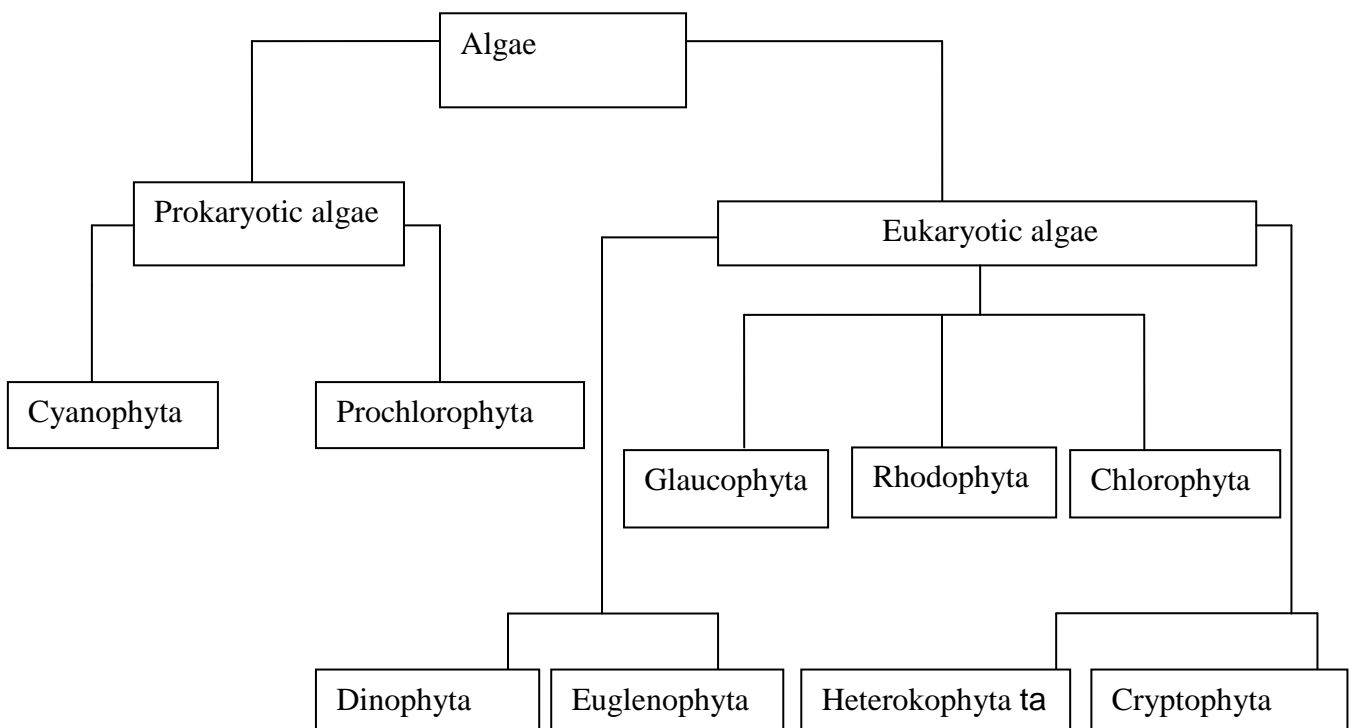 Algae
Prokaryotic algae
Eukaryotic algae
Cyanophyta
Prochlorophyta
Glaucophyta
Rhodophyta
Chlorophyta
Dinophyta
Euglenophyta
Heterokophyta ta
Cryptophyta